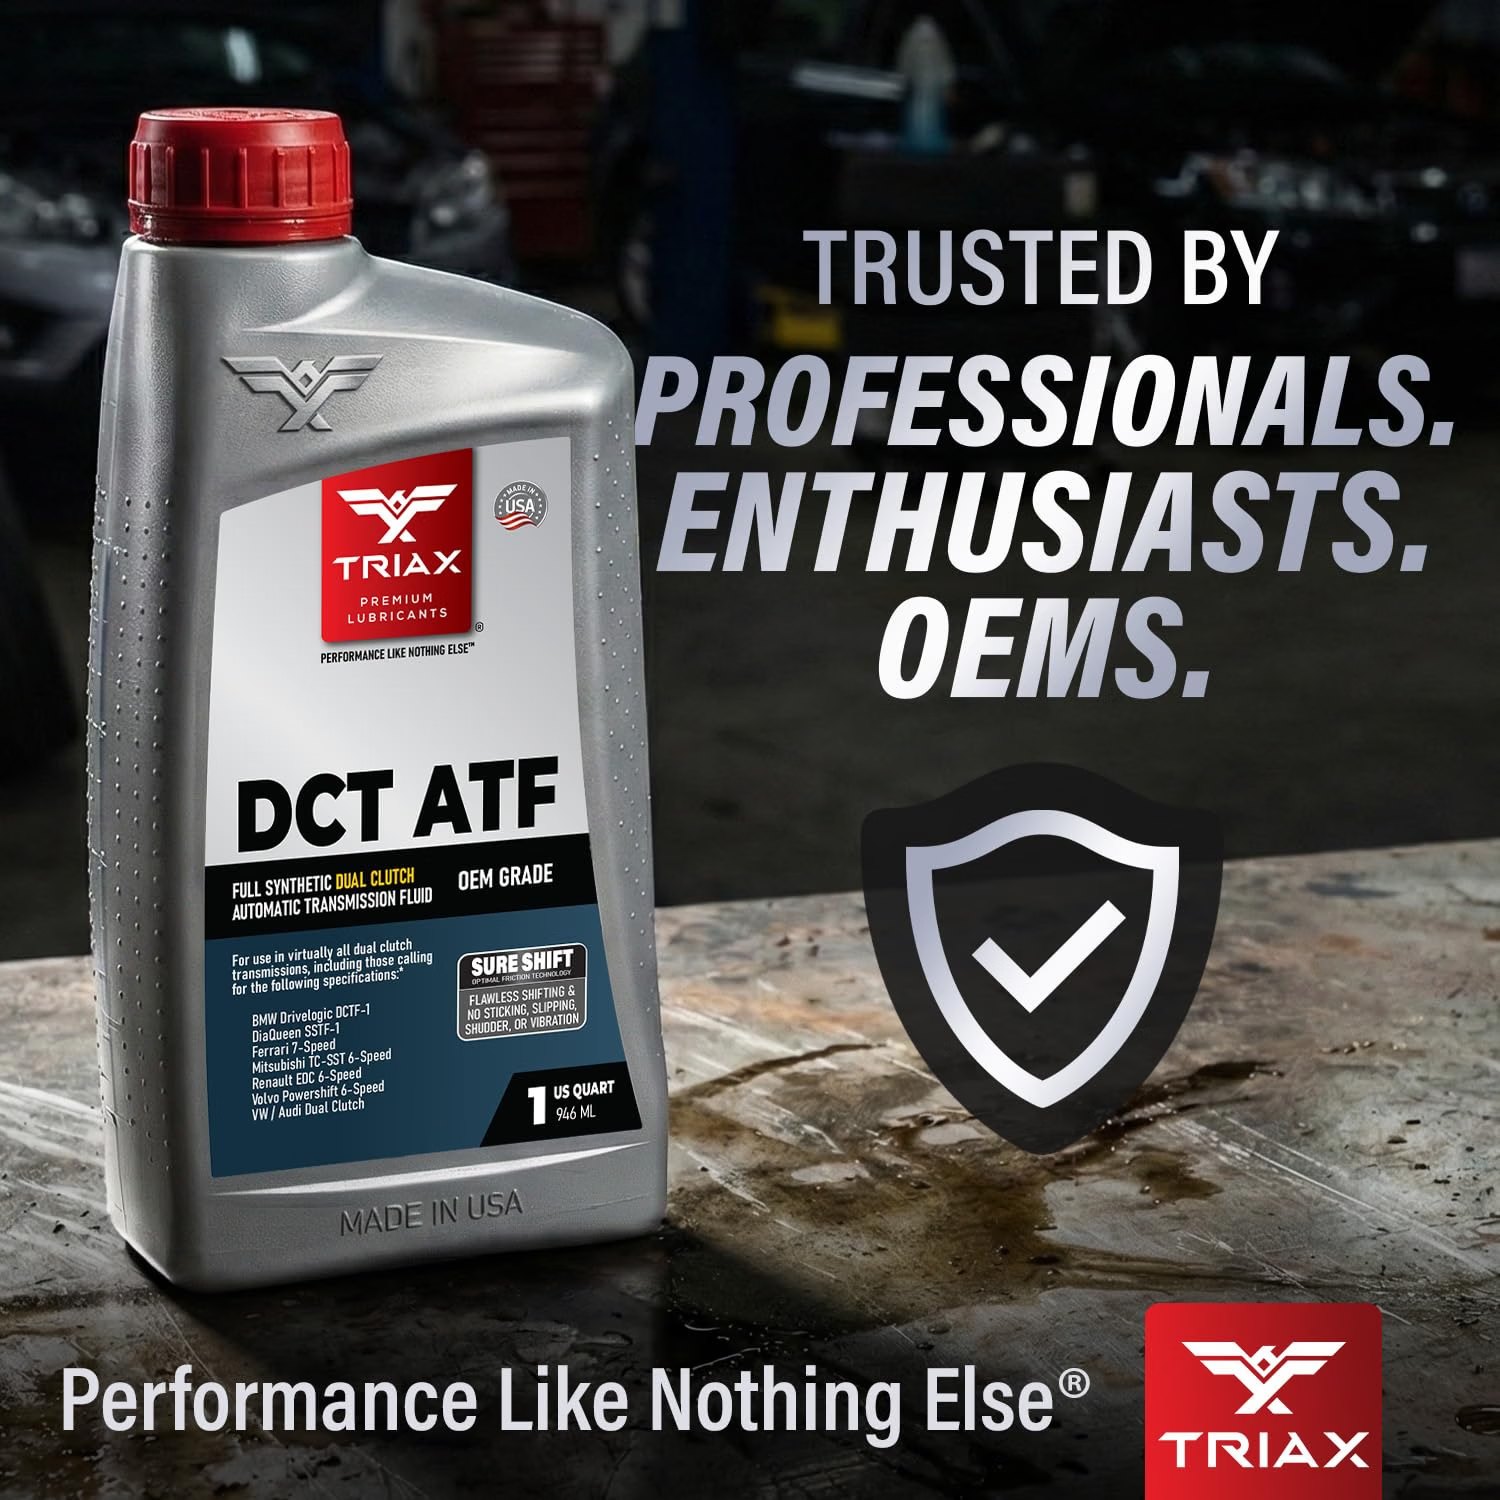 TRUSTED BY
PROFESSIONALS.
ENTHUSIASTS.
OEMS.
MADE IN
USA
TRIAX
PREMIUM
LUBRICANTS
®
PERFORMANCE LIKE NOTHING ELSE™
DCT ATF
FULL SYNTHETIC DUAL CLUTCH
AUTOMATIC TRANSMISSION FLUID
OEM GRADE
For use in virtually all dual clutch
transmissions, including those calling
for the following specifications:*
BMW Drivelogic DCTF-1
DiaQueen SSTF-1
Ferrari 7-Speed
Mitsubishi TC-SST 6-Speed
Renault EDC 6-Speed
Volvo Powershift 6-Speed
VW / Audi Dual Clutch
SURE SHIFT
OPTIMAL FRICTION TECHNOLOGY
FLAWLESS SHIFTING &
NO STICKING, SLIPPING,
SHUDDER, OR VIBRATION
1 US QUART
946 ML
MADE IN USA
Performance Like Nothing Else®
TRIAX